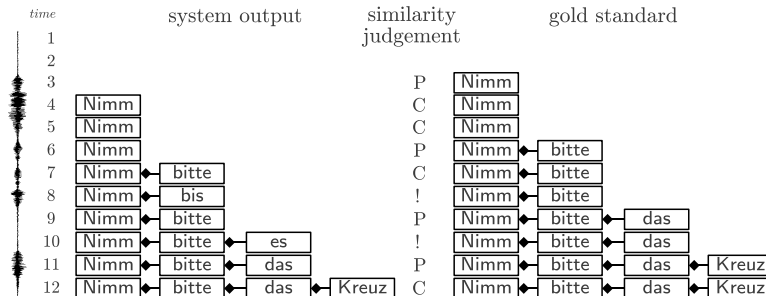 time system output similarity judgement gold standard
1
2
3 P Nimm
4 Nimm C Nimm
5 Nimm C Nimm
6 Nimm P Nimm bitte
7 Nimm bitte C Nimm bitte
8 Nimm bis ! Nimm bitte
9 Nimm bitte P Nimm bitte das
10 Nimm bitte es ! Nimm bitte das
11 Nimm bitte das P Nimm bitte das Kreuz
12 Nimm bitte das Kreuz C Nimm bitte das Kreuz